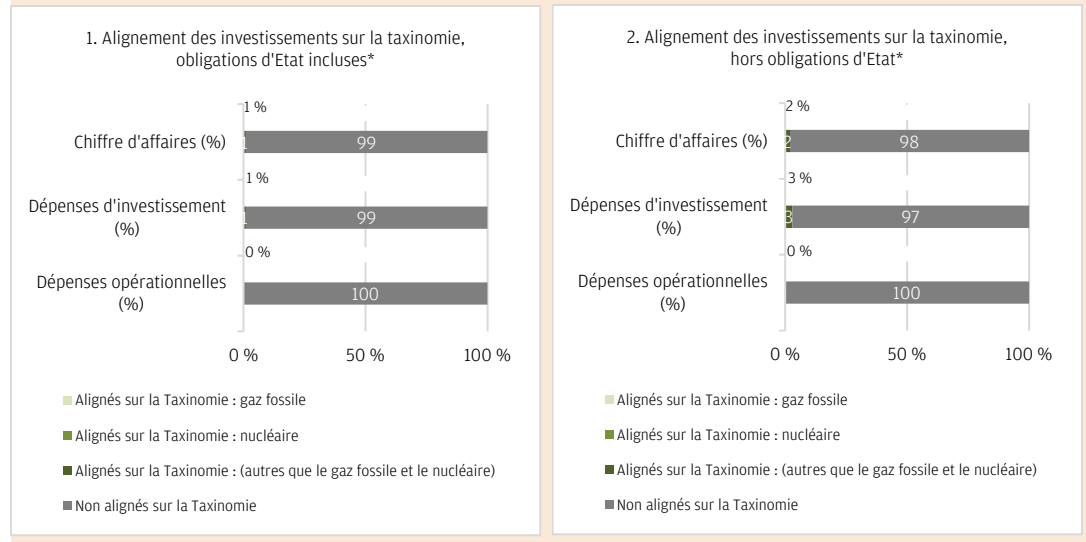 1. Alignement des investissements sur la taxinomie,
obligations d'Etat incluses*
1 %
Chiffre d'affaires (%)
1
99
1 %
Dépenses d'investissement
(%)
1
99
0 %
Dépenses opérationnelles
(%)
100
0 %
50 %
100 %
Alignés sur la Taxinomie : gaz fossile
Alignés sur la Taxinomie : nucléaire
Alignés sur la Taxinomie : (autres que le gaz fossile et le nucléaire)
Non alignés sur la Taxinomie
2. Alignement des investissements sur la taxinomie,
hors obligations d'Etat*
2 %
Chiffre d'affaires (%)
2
98
3 %
Dépenses d'investissement
(%)
3
97
0 %
Dépenses opérationnelles
(%)
100
0 %
50 %
100 %
Alignés sur la Taxinomie : gaz fossile
Alignés sur la Taxinomie : nucléaire
Alignés sur la Taxinomie : (autres que le gaz fossile et le nucléaire)
Non alignés sur la Taxinomie